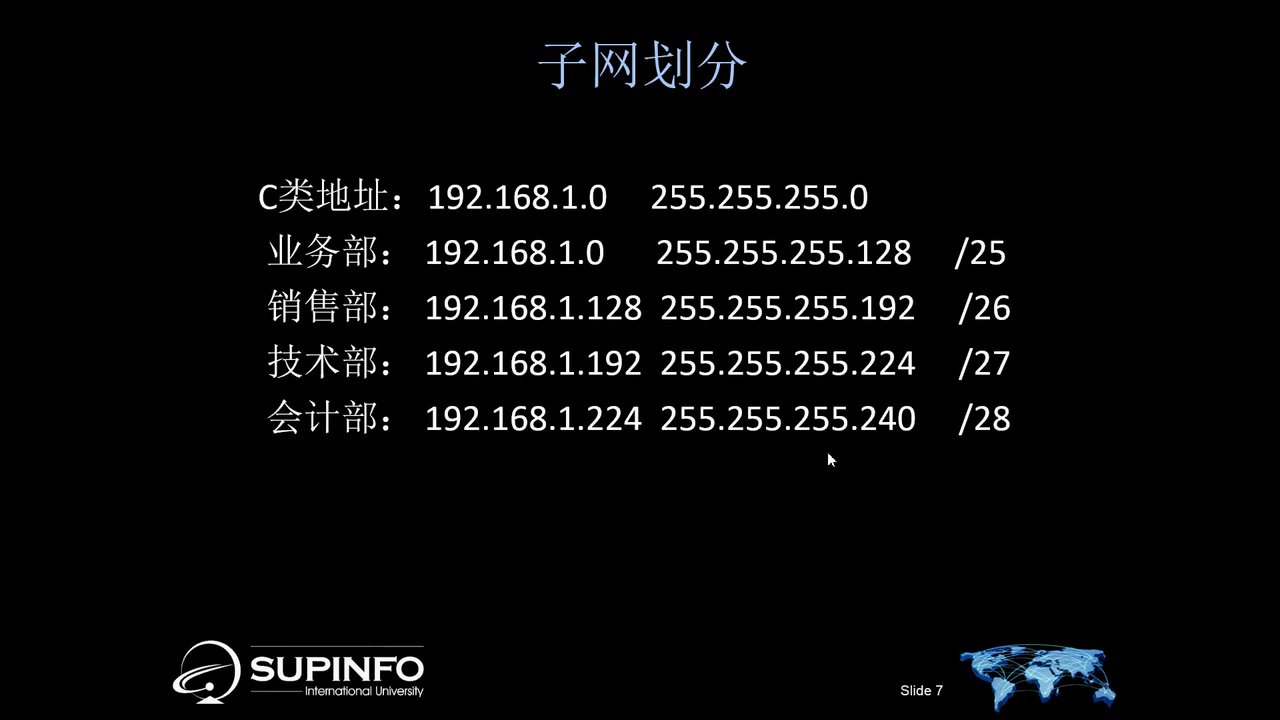 子网划分
C类地址：192.168.1.0 255.255.255.0
业务部： 192.168.1.0 255.255.255.128 /25
销售部： 192.168.1.128 255.255.255.192 /26
技术部： 192.168.1.192 255.255.255.224 /27
会计部： 192.168.1.224 255.255.255.240 /28
SUPINFO
International University
Slide 7